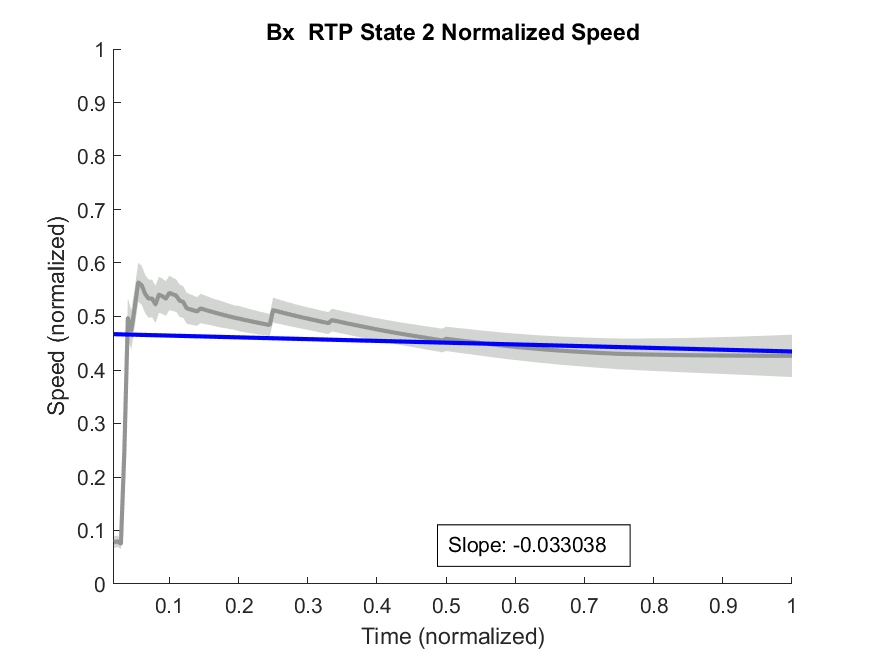 Bx  RTP State 2 Normalized Speed
1
0.9
0.8
0.7
0.6
0.5
0.4
0.3
0.2
0.1
0
Speed (normalized)
Slope: -0.033038
0.1 0.2 0.3 0.4 0.5 0.6 0.7 0.8 0.9 1
Time (normalized)